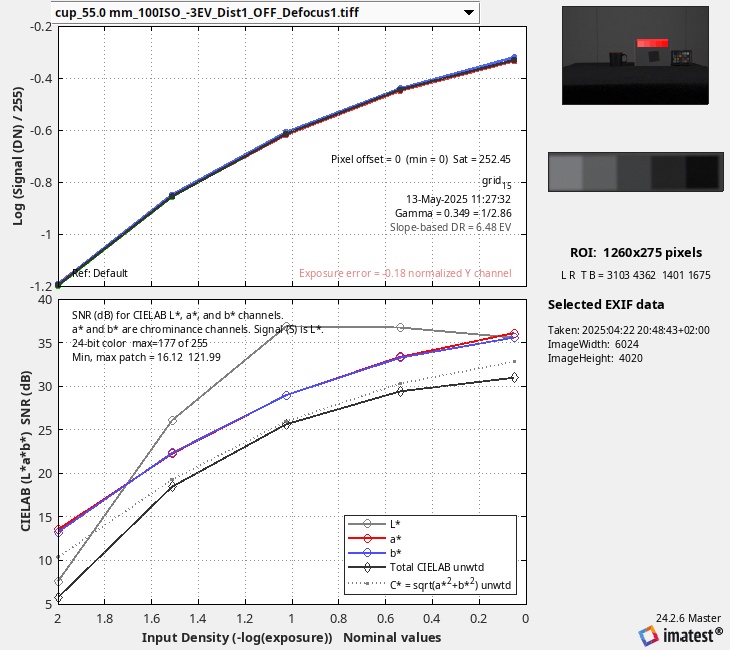 cup_55.0 mm_100ISO_-3EV_Dist1_OFF_Defocus1.tiff
-0.2
-0.4
-0.6
-0.8
-1
-1.2
Log (Signal (DN) / 255)
Pixel offset = 0 (min = 0) Sat = 252.45
grid15
13-May-2025 11:27:32
Gamma = 0.349 = 1/2.86
Slope-based DR = 6.48 EV
Ref: Default
Exposure error = -0.18 normalized Y channel
ROI: 1260x275 pixels
L R T B = 3103 4362 1401 1675
Selected EXIF data
Taken: 2025:04:22 20:48:43+02:00
ImageWidth: 6024
ImageHeight: 4020
40
35
30
25
20
15
10
5
CIELAB (L*a*b*) SNR (dB)
SNR (dB) for CIELAB L*, a*, and b* channels.
a* and b* are chrominance channels. Signal (S) is L*.
24-bit color max=177 of 255
Min, max patch = 16.12 121.99
L*
a*
b*
Total CIELAB unwtd
C* = sqrt(a*2+b*2) unwtd
2 1.8 1.6 1.4 1.2 1 0.8 0.6 0.4 0.2 0
Input Density (-log(exposure)) Nominal values
24.2.6 Master
imatest®